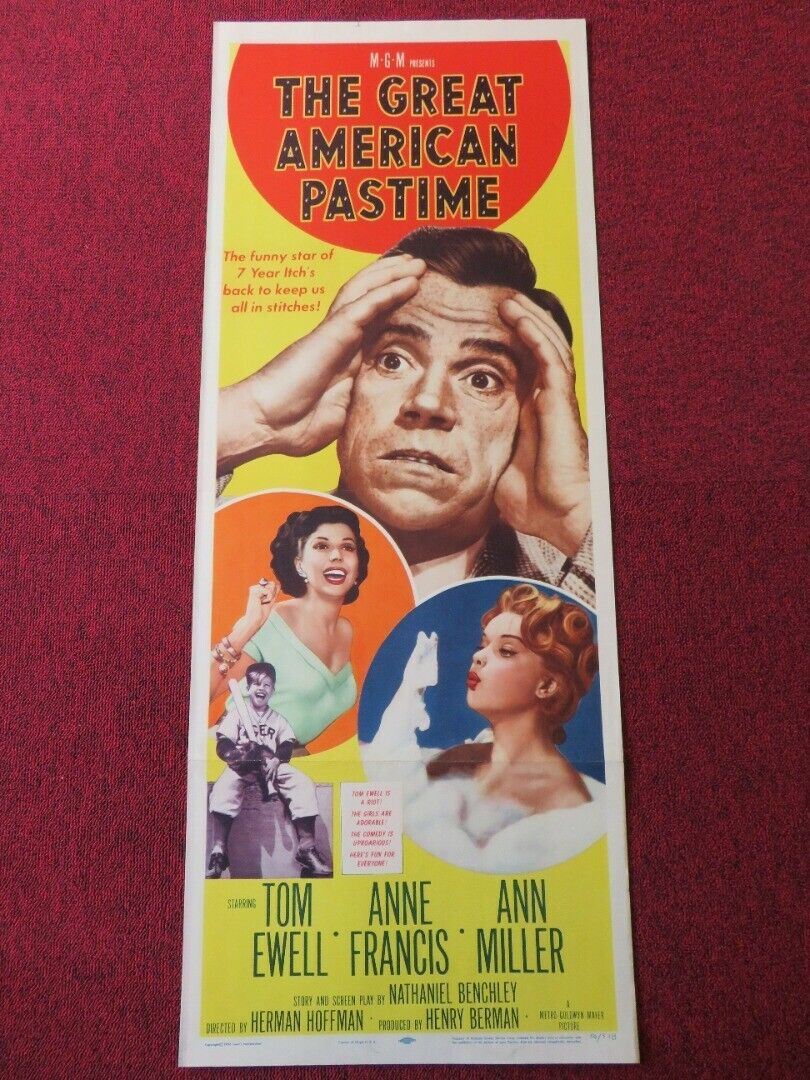 M-G-M PRESENTS
THE GREAT
AMERICAN
PASTIME
The funny star of
7 Year Itch's
back to keep us
all in stitches!
TOM EWELL IS
A RIOT!
THE GIRLS ARE
ADORABLE!
THE COMEDY IS
UPROARIOUS!
HERE'S FUN FOR
EVERYONE!
STARRING TOM EWELL · ANNE FRANCIS · ANN MILLER
STORY AND SCREEN PLAY BY NATHANIEL BENCHLEY
DIRECTED BY HERMAN HOFFMAN · PRODUCED BY HENRY BERMAN ·
A
METRO-GOLDWYN-MAYER
PICTURE